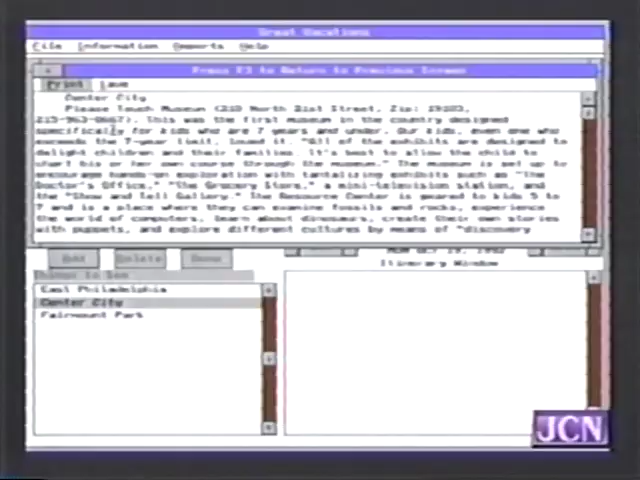 Great Vacations
File Information Reports Help
Press F3 to Return to Previous Screen
Print Leave
Center City
Please Touch Museum (210 North 21st Street, Zip: 19103,
215-963-0667). This was the first museum in the country designed
specifically for kids who are 7 years and under. Our kids, even one who
exceeds the 7-year limit, loved it. "All of the exhibits are designed to
delight children and their families. It's best to allow the child to
chart his or her own course through the museum." The museum is set up to
encourage hands-on exploration with tantalizing exhibits such as "The
Doctor's Office," "The Grocery Store," a mini-television station, and
the "Show and Tell Gallery." The Resource Center is geared to kids 5 to
7 and is a place where they can examine fossils and rocks, experience
the world of computers, learn about dinosaurs, create their own stories
with puppets, and explore different cultures by means of "discovery
Add Delete Done
Things to See
Itinerary Window
East Philadelphia
Center City
Fairmount Park
JCN